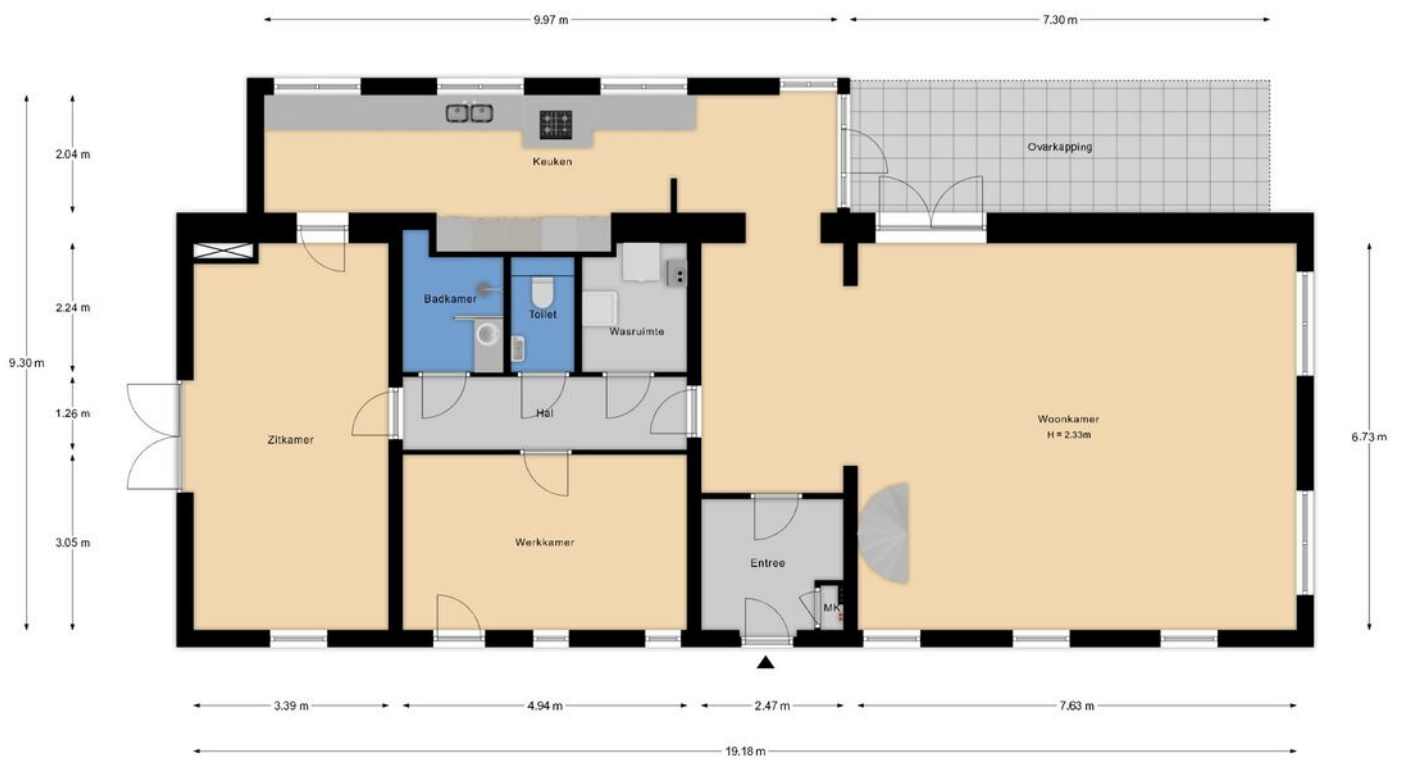 9.97 m
7.30 m
2.04 m
Keuken
Ovarkapping
2.24 m
9.30 m
1.26 m
3.05 m
Badkamer
Toilet
Wasruimte
Hal
Zitkamer
Woonkamer
H = 2.33m
6.73 m
Werkkamer
Entree
MK
3.39 m
4.94 m
2.47 m
7.63 m
19.18 m